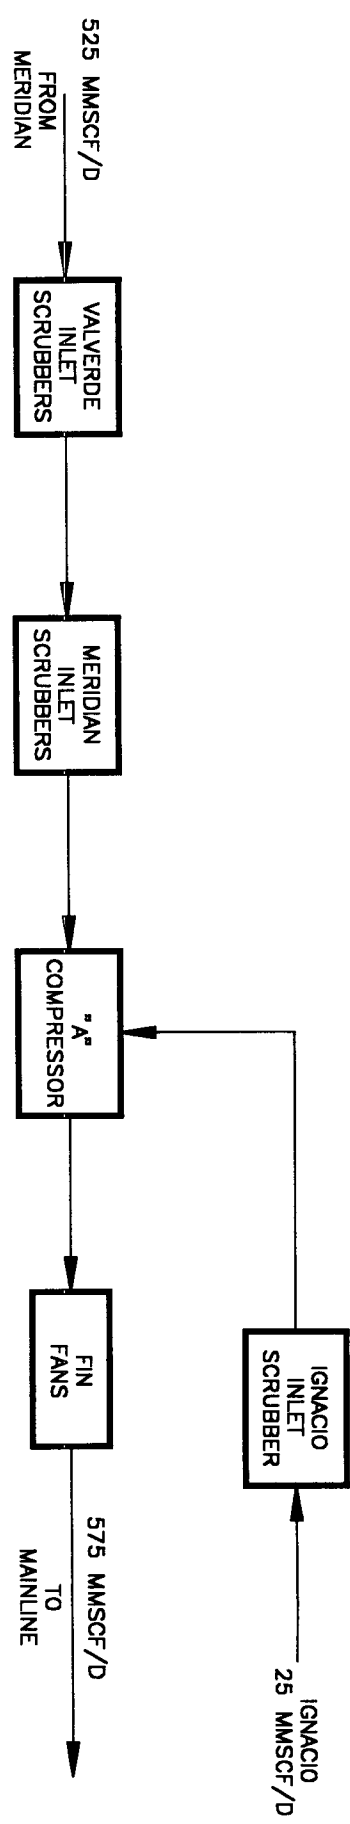 525 MMSCF/D
FROM
MERIDIAN
VALVERDE
INLET
SCRUBBERS
MERIDIAN
INLET
SCRUBBERS
"A"
COMPRESSOR
FIN
FANS
575 MMSCF/D
TO
MAINLINE
IGNACIO
INLET
SCRUBBER
IGNACIO
25 MMSCF/D